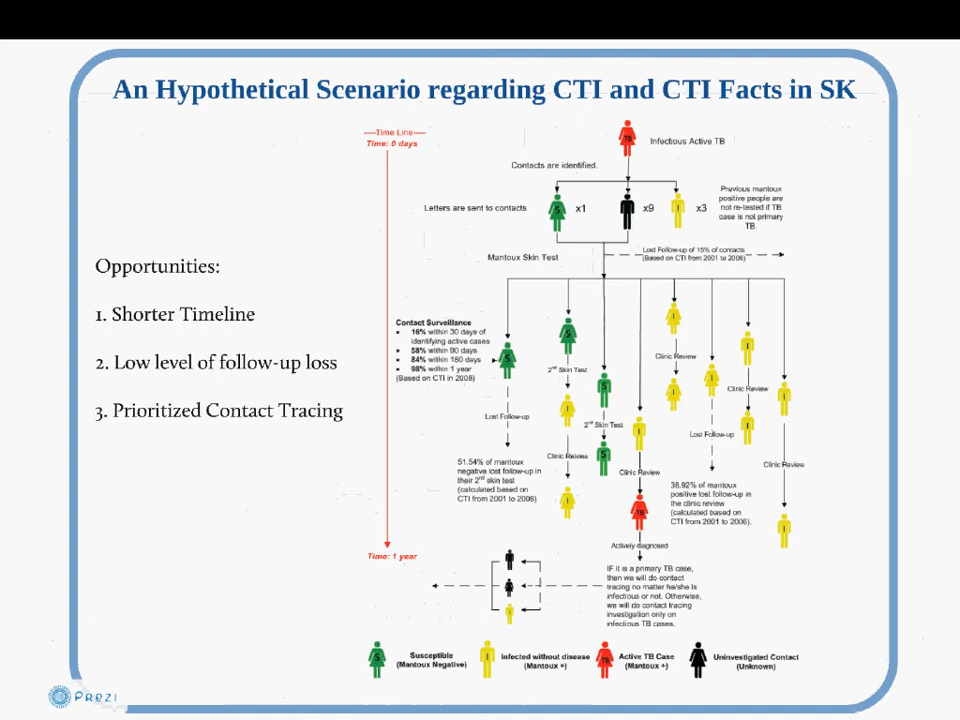 An Hypothetical Scenario regarding CTI and CTI Facts in SK
Time Line
Time: 0 days
TB
Infectious Active TB
Contacts are identified.
Letters are sent to contacts
S
x1
x9
I
x3
Previous mantoux
positive people are
not re-tested if TB
case is not primary
TB.
Mantoux Skin Test
Lost Follow-up of 15% of contacts
(Based on CTI from 2001 to 2006)
Opportunities:
1. Shorter Timeline
2. Low level of follow-up loss
3. Prioritized Contact Tracing
Contact Surveillance
16% within 30 days of
identifying active cases
58% within 90 days
84% within 180 days
98% within 1 year
(Based on CTI in 2008)
S
Lost Follow-up
51.54% of mantoux
negative lost follow-up in
their 2nd skin test
(calculated based on
CTI from 2001 to 2006)
S
2nd Skin Test
I
Clinic Review
I
S
2nd Skin Test
S
I
Clinic Review
TB
Actively diagnosed
IF it is a primary TB case,
then we will do contact
tracing no matter he/she is
infectious or not. Otherwise,
we will do contact tracing
investigation only on
infectious TB cases.
I
Clinic Review
I
I
Lost Follow-up
38.92% of mantoux
positive lost follow-up in
the clinic review
(calculated based on
CTI from 2001 to 2006).
I
Clinic Review
I
I
Clinic Review
I
Time: 1 year
I
S
Susceptible
(Mantoux Negative)
I
Infected without disease
(Mantoux +)
TB
Active TB Case
(Mantoux +)
Uninvestigated Contact
(Unknown)
PREZI